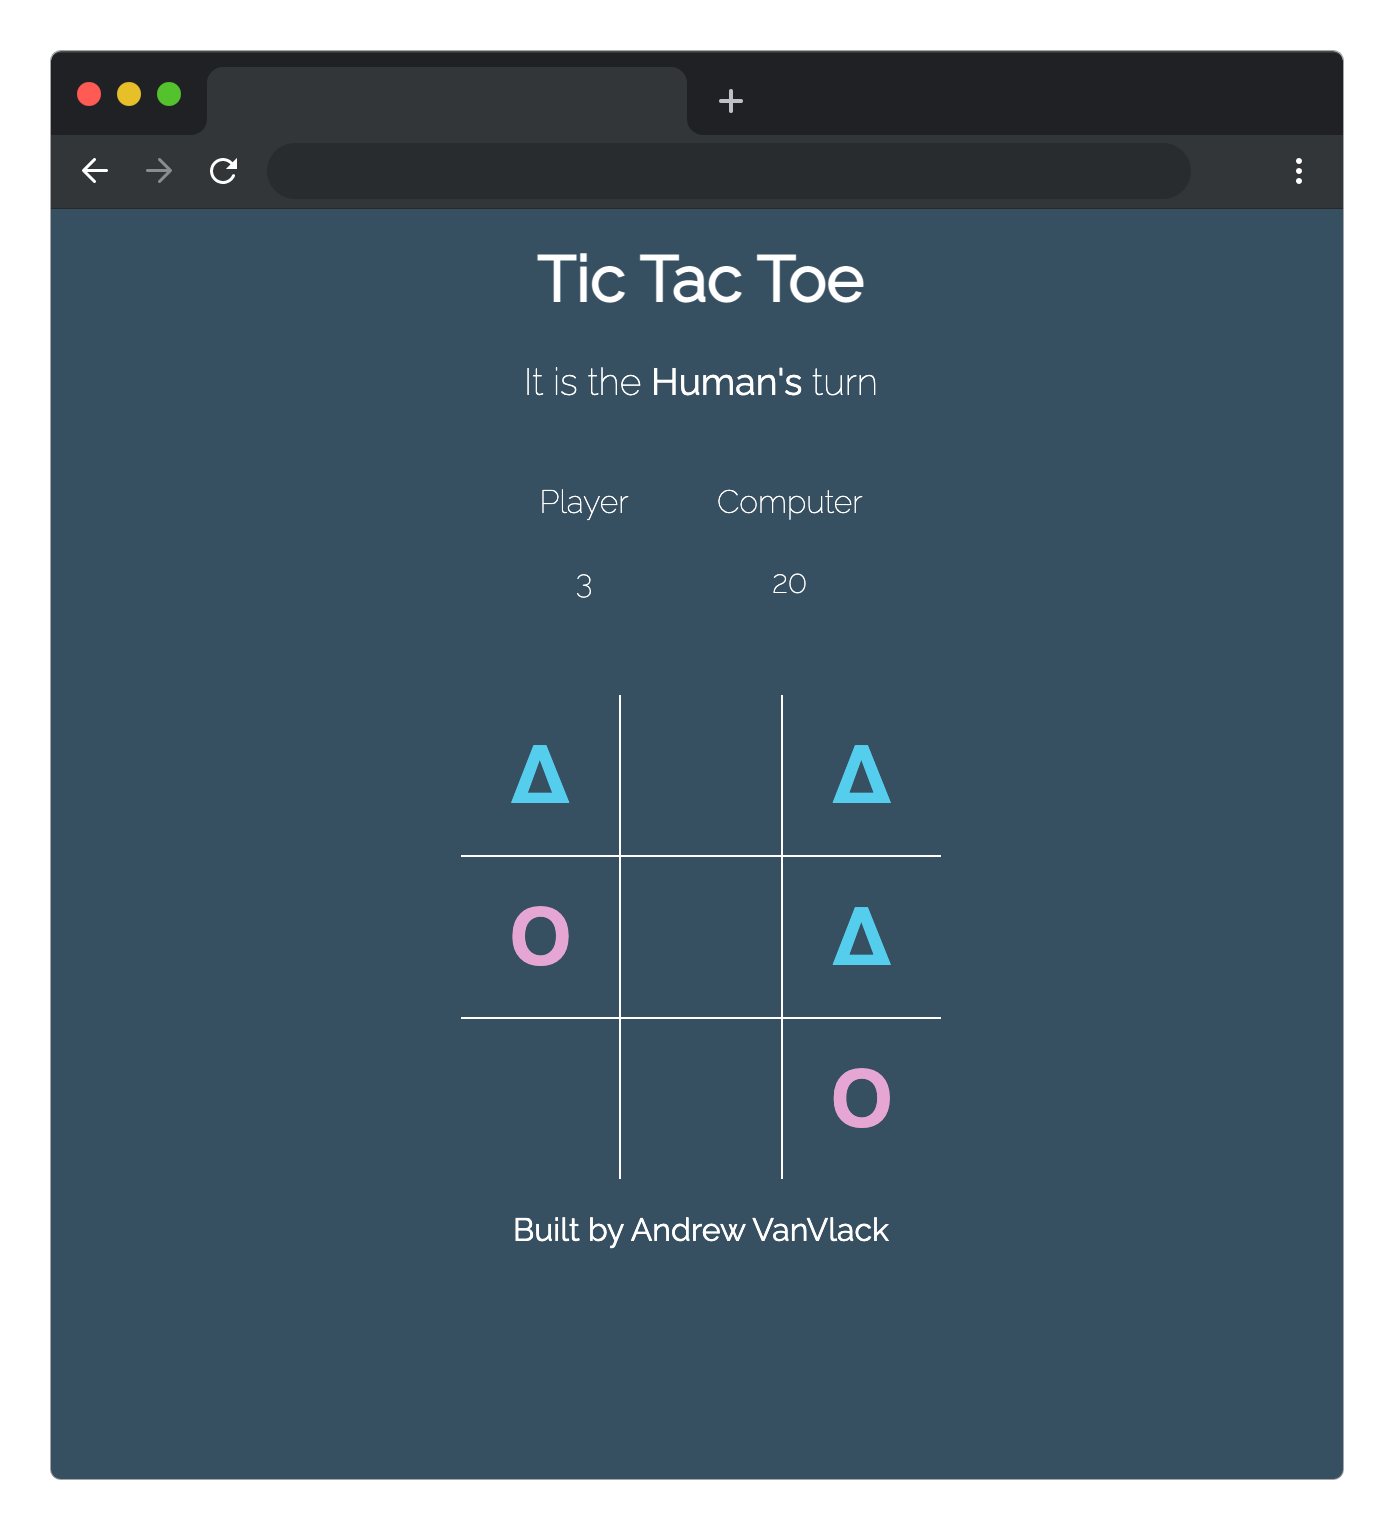 Tic Tac Toe
It is the Human's turn
Player Computer
3 20
Δ Δ
O Δ
O
Built by Andrew VanVlack